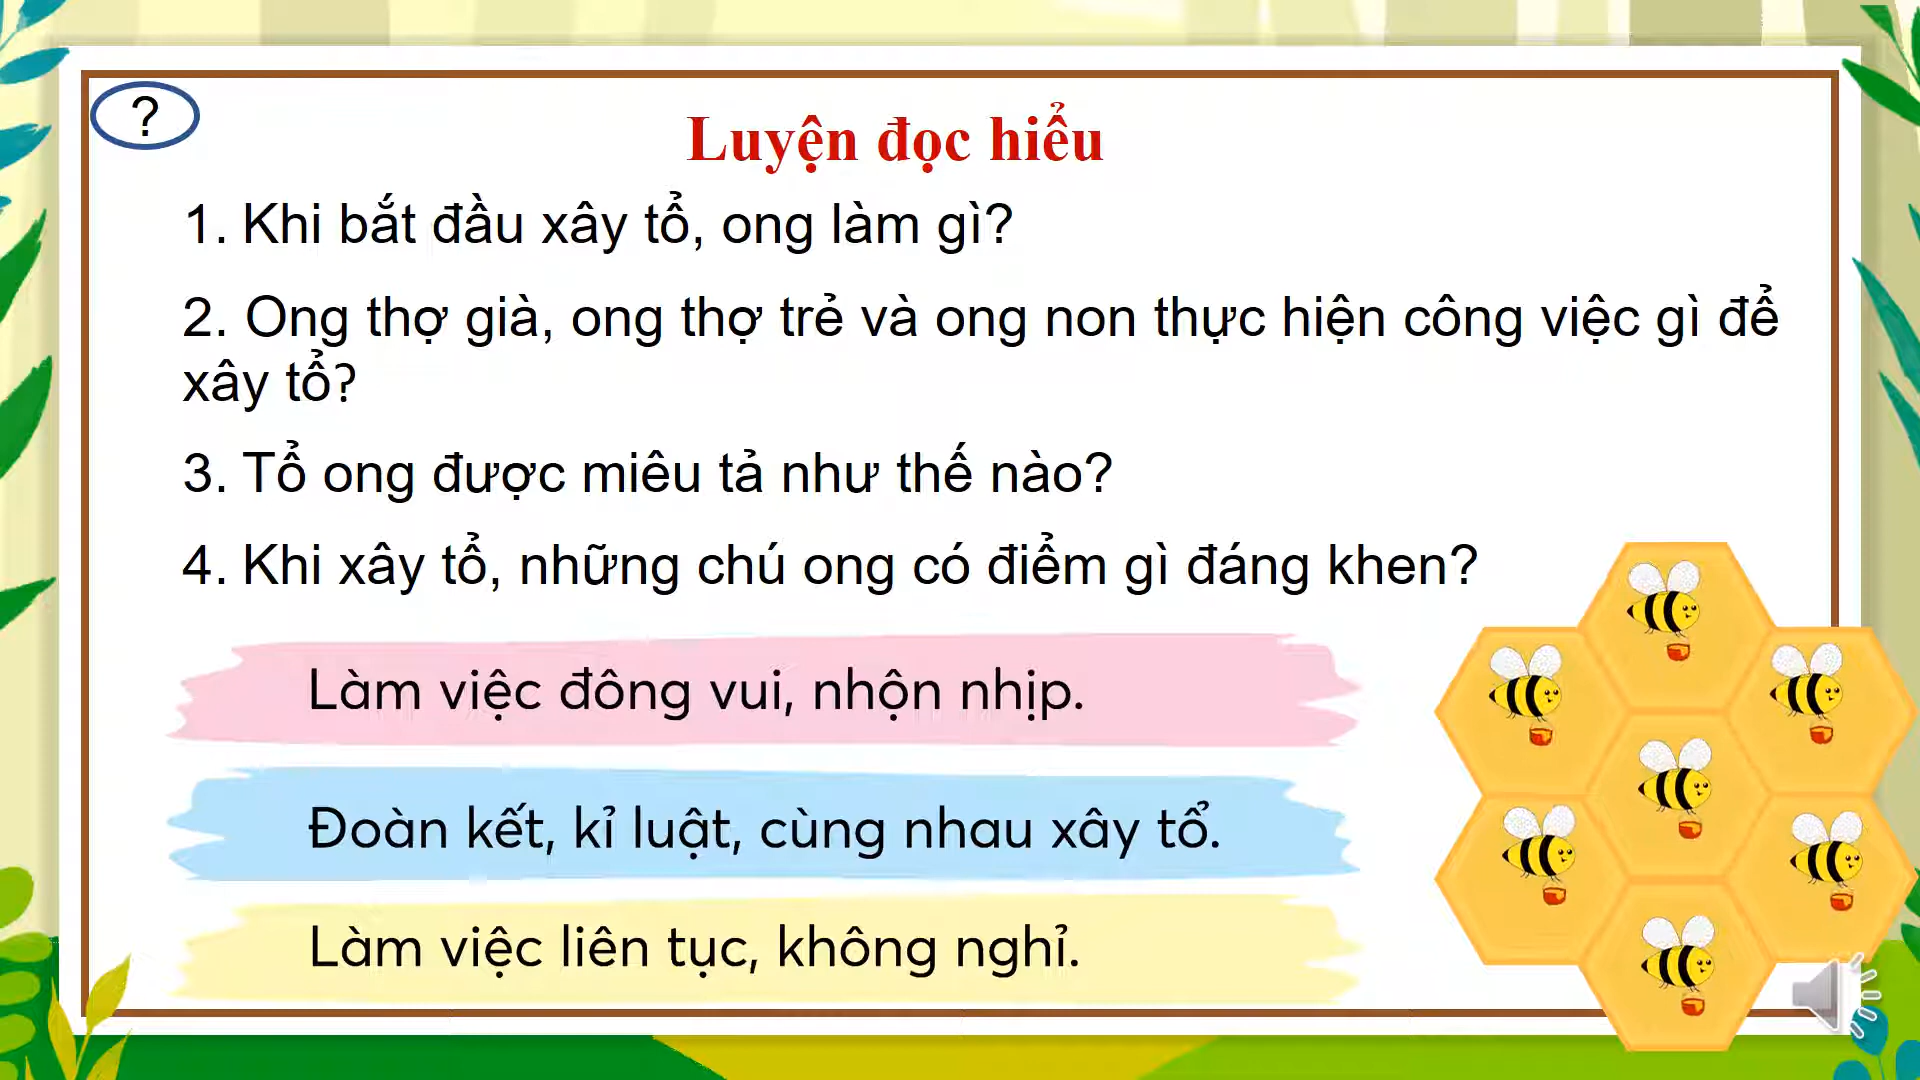 ?
Luyện đọc hiểu
1. Khi bắt đầu xây tổ, ong làm gì?
2. Ong thợ già, ong thợ trẻ và ong non thực hiện công việc gì để
xây tổ?
3. Tổ ong được miêu tả như thế nào?
4. Khi xây tổ, những chú ong có điểm gì đáng khen?
Làm việc đông vui, nhộn nhịp.
Đoàn kết, kỉ luật, cùng nhau xây tổ.
Làm việc liên tục, không nghỉ.